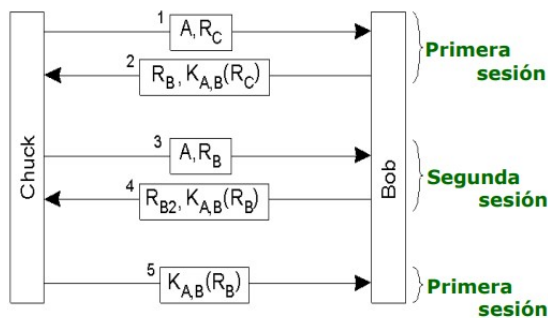 1
A,R_C
2
R_B, K_A,B(R_C)
Primera
sesión
3
A,R_B
4
R_B2, K_A,B(R_B)
Segunda
sesión
5
K_A,B(R_B)
Primera
sesión
Chuck
Bob